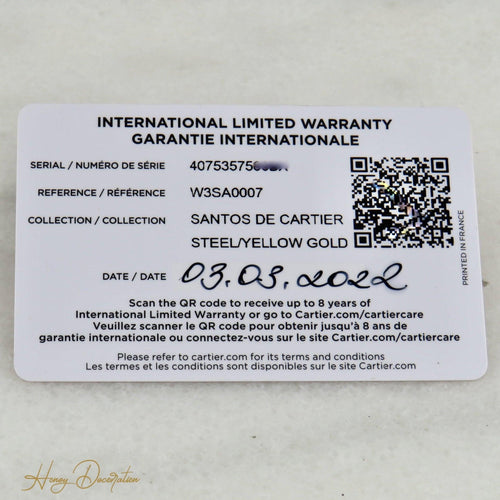 INTERNATIONAL LIMITED WARRANTY
GARANTIE INTERNATIONALE
SERIAL / NUMÉRO DE SÉRIE
REFERENCE / RÉFÉRENCE W3SA0007
COLLECTION / COLLECTION SANTOS DE CARTIER
STEEL/YELLOW GOLD
PRINTED IN FRANCE
DATE / DATE 03.03.2022
Scan the QR code to receive up to 8 years of
International Limited Warranty or go to Cartier.com/cartiercare
Veuillez scanner le QR code pour obtenir jusqu'à 8 ans de
garantie internationale ou connectez-vous sur le site Cartier.com/cartiercare
Please refer to cartier.com for its terms and conditions
Les termes et les conditions sont disponibles sur le site Cartier.com
Honey Decoration